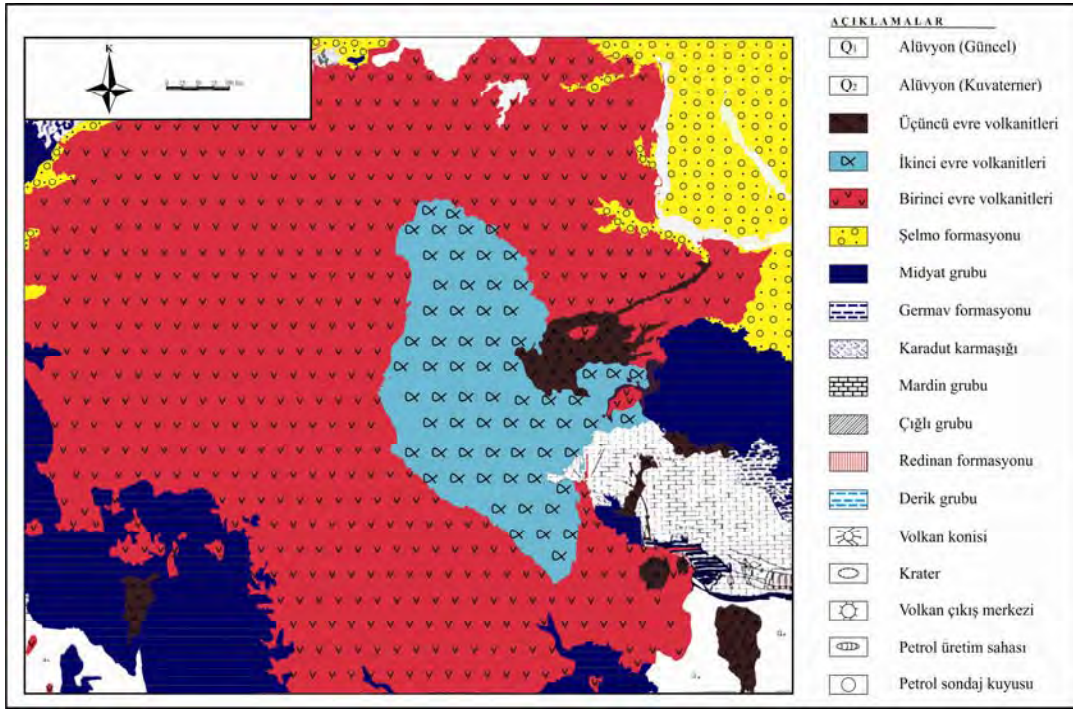 K
AÇIKLAMALAR
Q1 Alüvyon (Güncel)
Q2 Alüvyon (Kuvaterner)
Üçüncü evre volkanitleri
İkinci evre volkanitleri
Birinci evre volkanitleri
Şelmo formasyonu
Midyat grubu
Germav formasyonu
Karadut karmaşığı
Mardin grubu
Çığlı grubu
Redinan formasyonu
Derik grubu
Volkan konisi
Krater
Volkan çıkış merkezi
Petrol üretim sahası
Petrol sondaj kuyusu